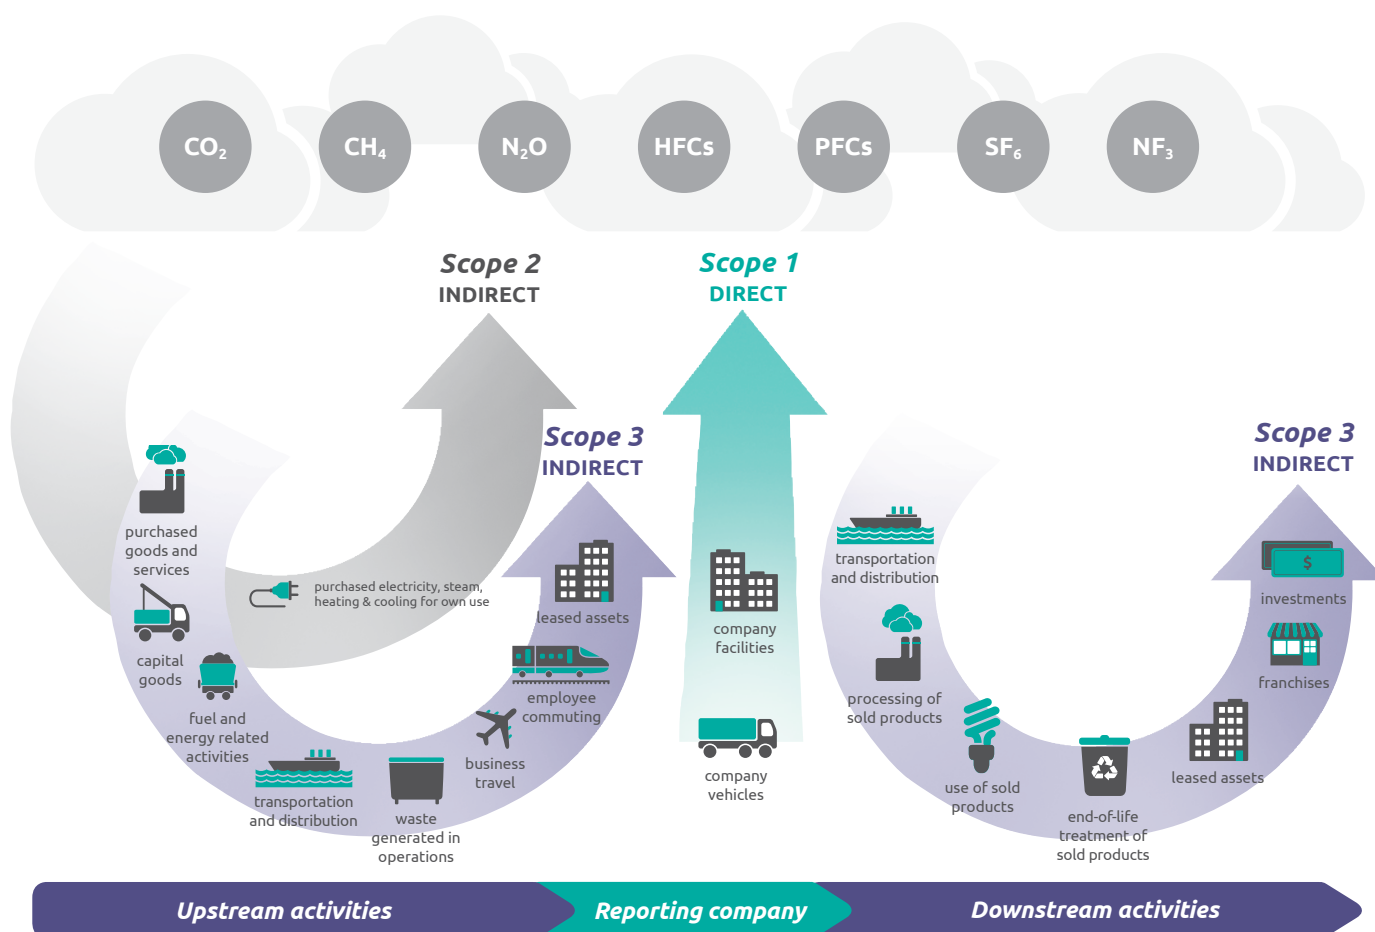 CO₂
CH₄
N₂O
HFCs
PFCs
SF₆
NF₃
Scope 2
INDIRECT
Scope 1
DIRECT
Scope 3
INDIRECT
Scope 3
INDIRECT
purchased
goods and
services
capital
goods
fuel and
energy related
activities
transportation
and distribution
waste
generated in
operations
business
travel
employee
commuting
leased assets
purchased electricity, steam,
heating & cooling for own use
company
facilities
company
vehicles
transportation
and distribution
processing of
sold products
use of sold
products
end-of-life
treatment of
sold products
leased assets
franchises
$
investments
Upstream activities
Reporting company
Downstream activities